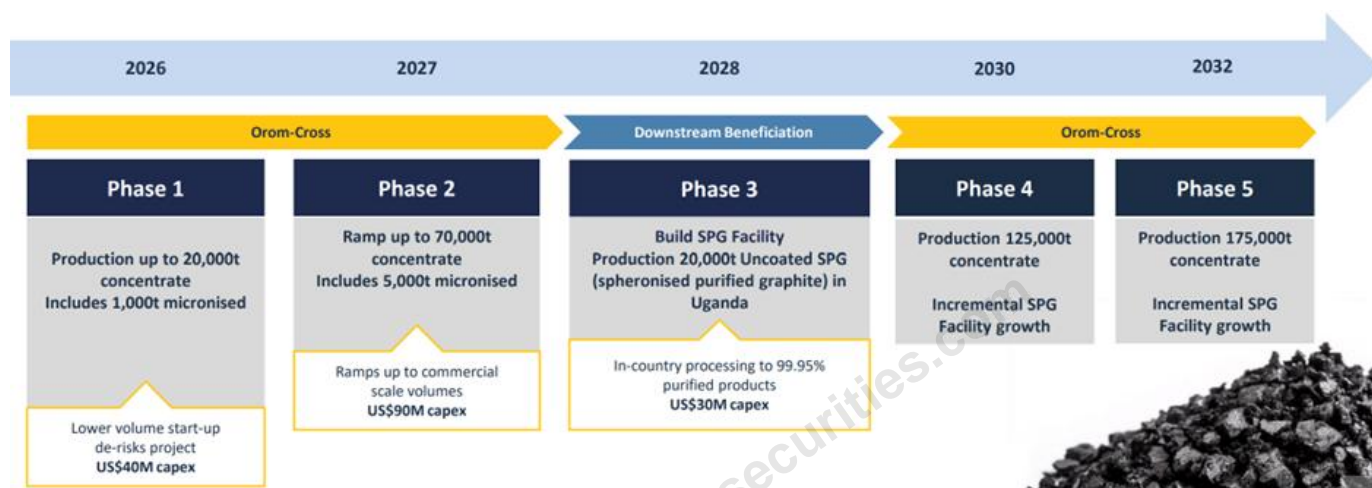 2026
2027
2028
2030
2032
Orom-Cross
Downstream Beneficiation
Orom-Cross
Phase 1
Production up to 20,000t
concentrate
Includes 1,000t micronised
Lower volume start-up
de-risks project
US$40M capex
Phase 2
Ramp up to 70,000t
concentrate
Includes 5,000t micronised
Ramps up to commercial
scale volumes
US$90M capex
Phase 3
Build SPG Facility
Production 20,000t Uncoated SPG
(spheronised purified graphite) in
Uganda
In-country processing to 99.95%
purified products
US$30M capex
Phase 4
Production 125,000t
concentrate
Incremental SPG
Facility growth
Phase 5
Production 175,000t
concentrate
Incremental SPG
Facility growth
securities.com